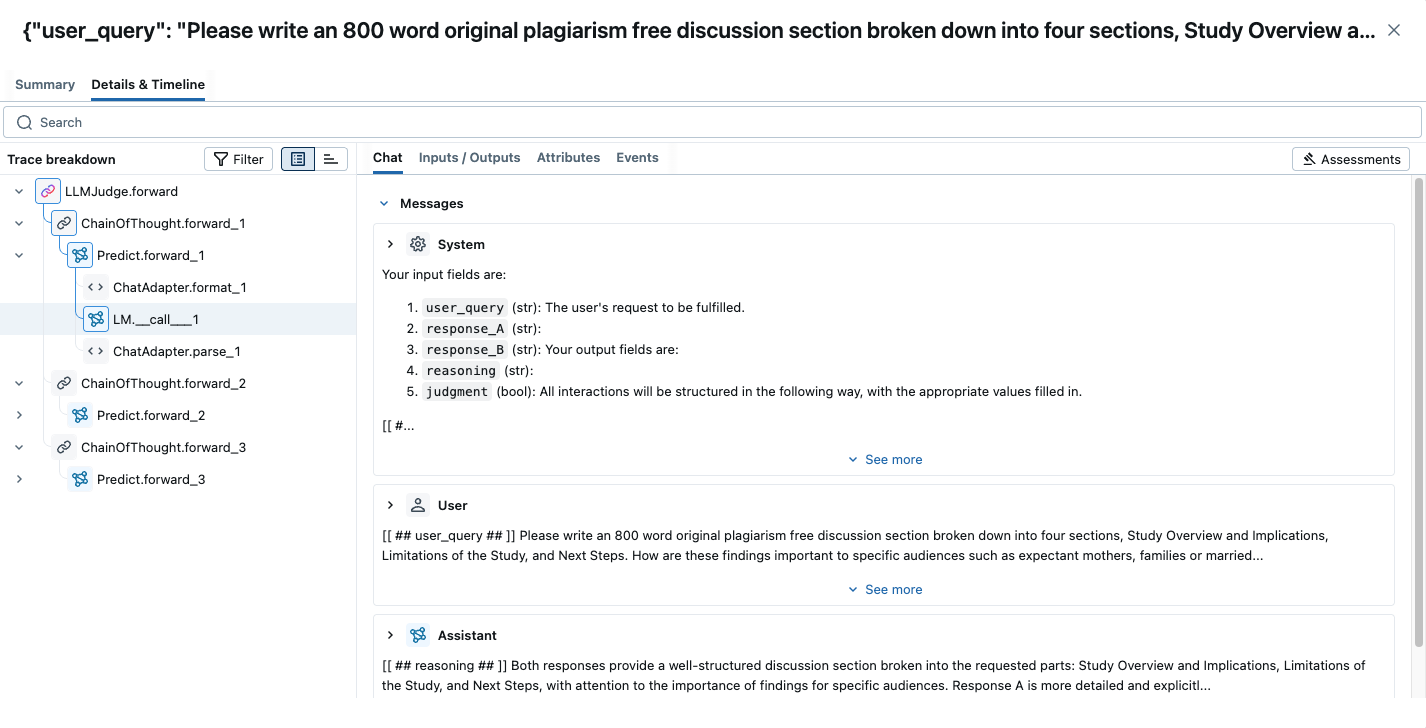 {"user_query": "Please write an 800 word original plagiarism free discussion section broken down into four sections, Study Overview a...
Summary
Details & Timeline
Search
Trace breakdown
Filter
LLMJudge.forward
ChainOfThought.forward_1
Predict.forward_1
ChatAdapter.format_1
LM.__call___1
ChatAdapter.parse_1
ChainOfThought.forward_2
Predict.forward_2
ChainOfThought.forward_3
Predict.forward_3
Chat
Inputs / Outputs
Attributes
Events
Assessments
Messages
System
Your input fields are:
1. user_query (str): The user's request to be fulfilled.
2. response_A (str):
3. response_B (str): Your output fields are:
4. reasoning (str):
5. judgment (bool): All interactions will be structured in the following way, with the appropriate values filled in.
[[ #...
See more
User
[[ ## user_query ## ]] Please write an 800 word original plagiarism free discussion section broken down into four sections, Study Overview and Implications,
Limitations of the Study, and Next Steps. How are these findings important to specific audiences such as expectant mothers, families or married...
See more
Assistant
[[ ## reasoning ## ]] Both responses provide a well-structured discussion section broken into the requested parts: Study Overview and Implications, Limitations of
the Study, and Next Steps, with attention to the importance of findings for specific audiences. Response A is more detailed and explicitl...